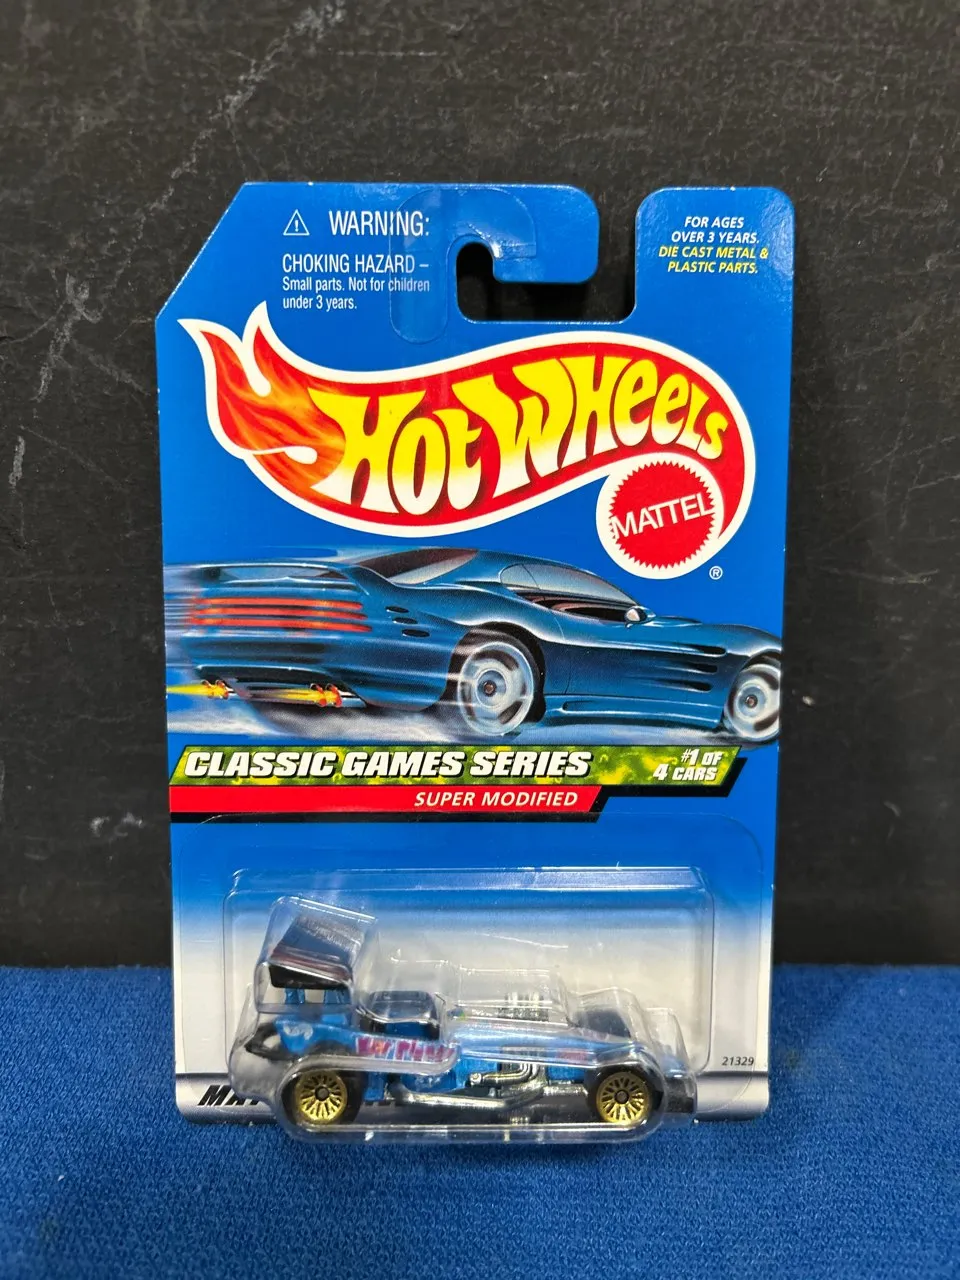 WARNING:
CHOKING HAZARD –
Small parts. Not for children
under 3 years.
FOR AGES
OVER 3 YEARS.
DIE CAST METAL &
PLASTIC PARTS.
HOT WHEELS
MATTEL
®
CLASSIC GAMES SERIES
#1 OF
4 CARS
SUPER MODIFIED
21329